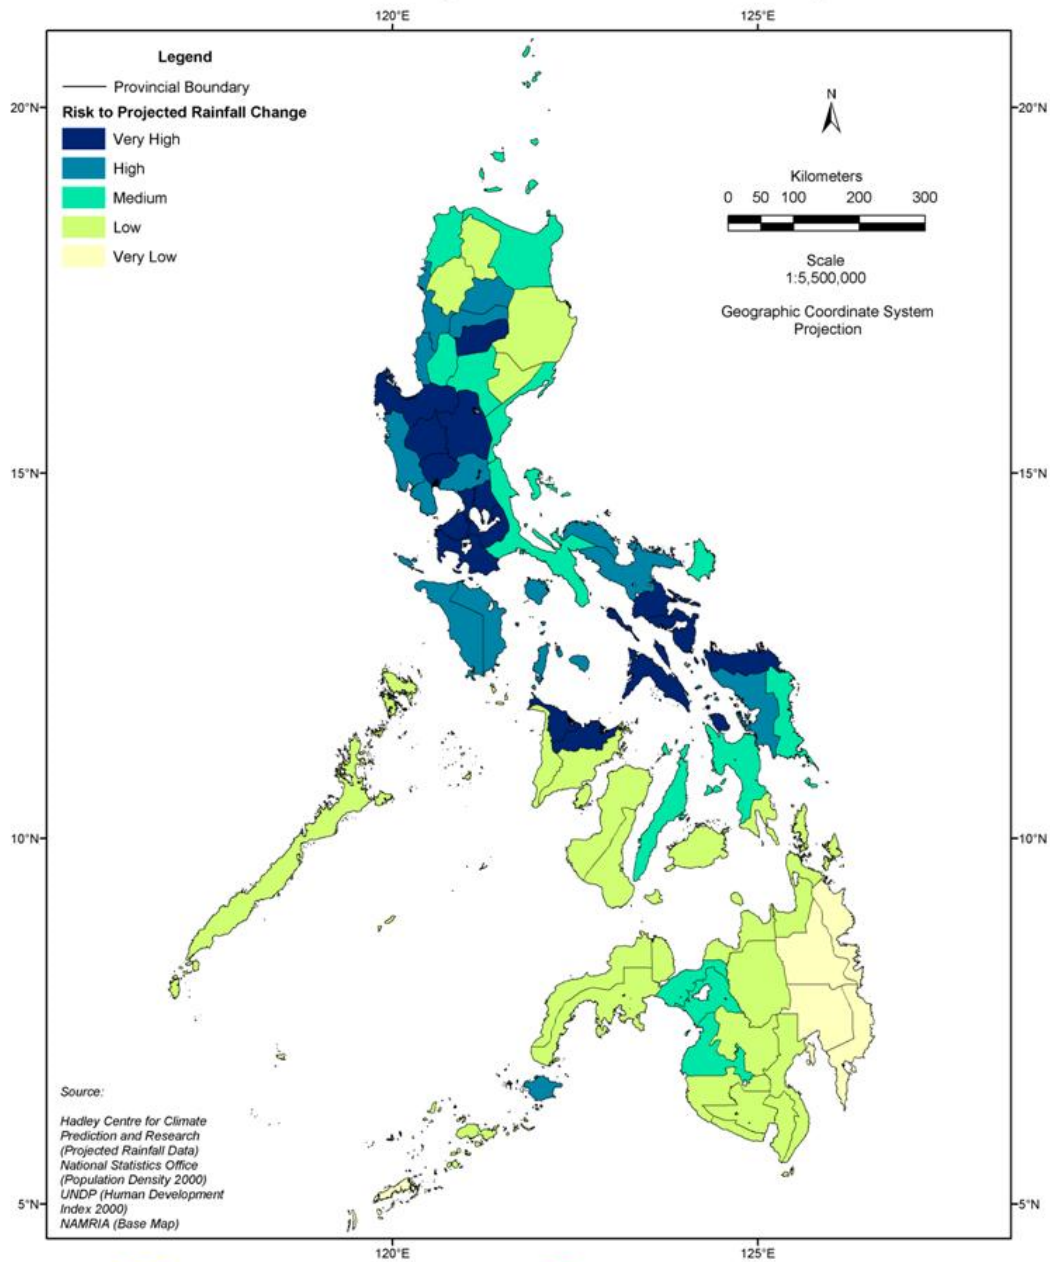 120°E 125°E
Legend
Provincial Boundary
Risk to Projected Rainfall Change
Very High
High
Medium
Low
Very Low
N
Kilometers
0 50 100 200 300
Scale
1:5,500,000
Geographic Coordinate System
Projection
20°N 20°N
15°N 15°N
10°N 10°N
5°N 5°N
Source:
Hadley Centre for Climate
Prediction and Research
(Projected Rainfall Data)
National Statistics Office
(Population Density 2000)
UNDP (Human Development
Index 2000)
NAMRIA (Base Map)
120°E 125°E